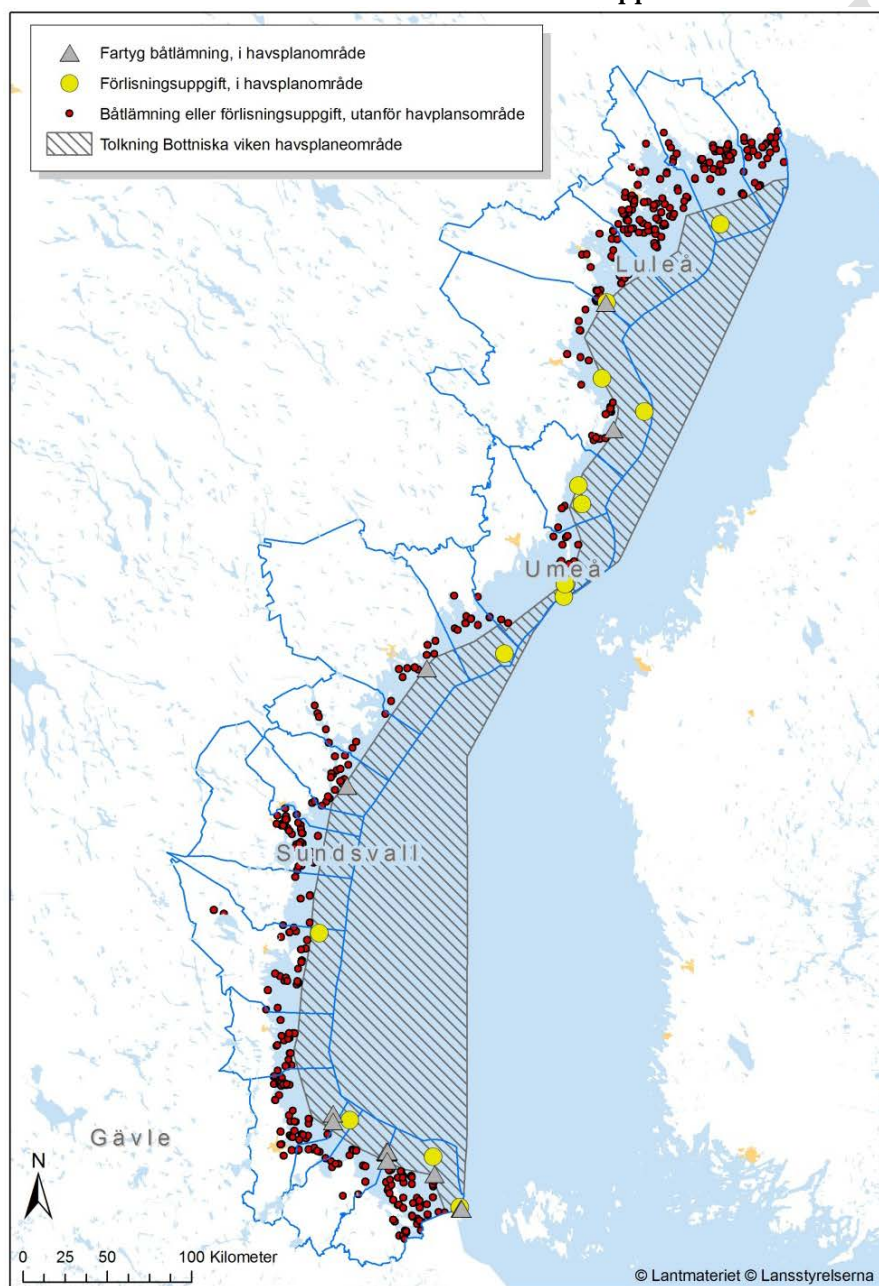 Fartyg båtlämning, i havsplanområde
Förlisningsuppgift, i havsplanområde
Båtlämning eller förlisningsuppgift, utanför havplansområde
Tolkning Bottniska viken havsplaneområde
Luleå
Umeå
Sundsvall
Gävle
N
0 25 50 100 Kilometer
© Lantmateriet © Lansstyrelserna